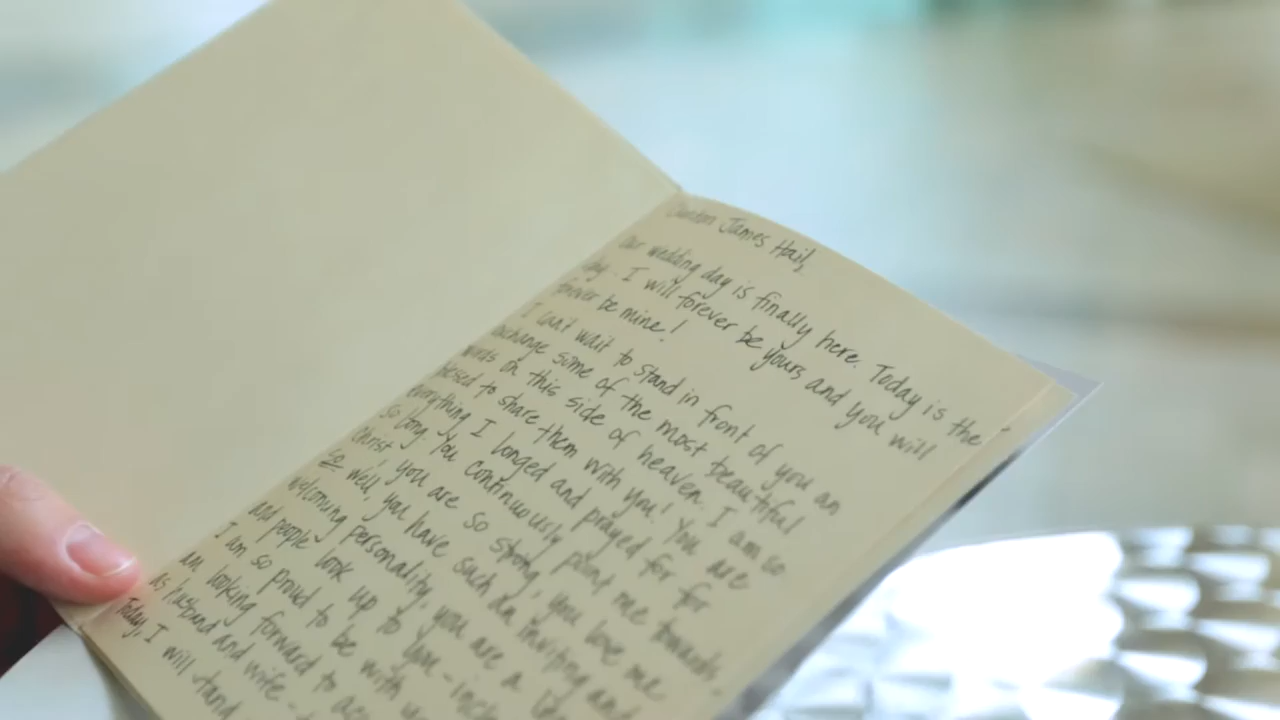 James Hail,
Our wedding day is finally here. Today is the
day. I will forever be yours and you will
forever be mine!
I can't wait to stand in front of you an
exchange some of the most beautiful
words on this side of heaven. I am so
blessed to share them with you! You are
everything I longed and prayed for for
so long. You continuously point me towards
Christ, you are so strong, you love me
so well, you have such an inviting and
welcoming personality, you are a
and people look up to you -
I am so proud to be with
am looking forward to
as husband and wife -
Today, I will stand